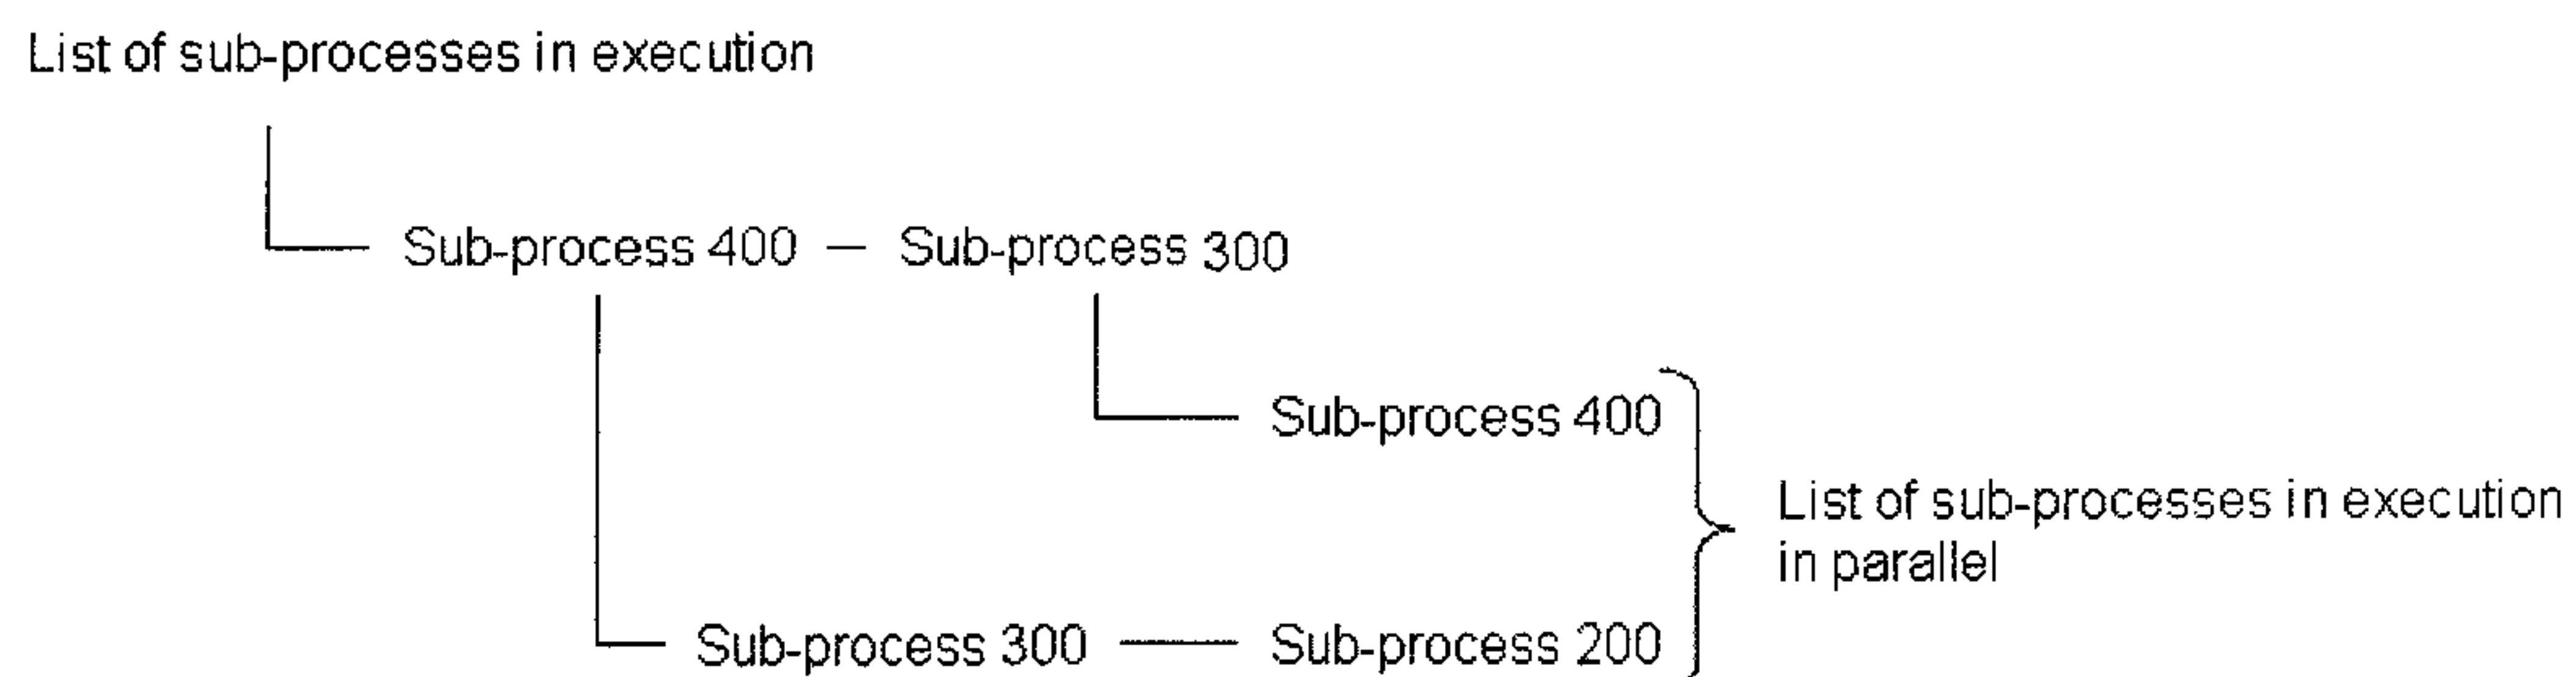 List of sub-processes in execution
Sub-process 400 — Sub-process 300
Sub-process 400
List of sub-processes in execution
in parallel
Sub-process 300 — Sub-process 200